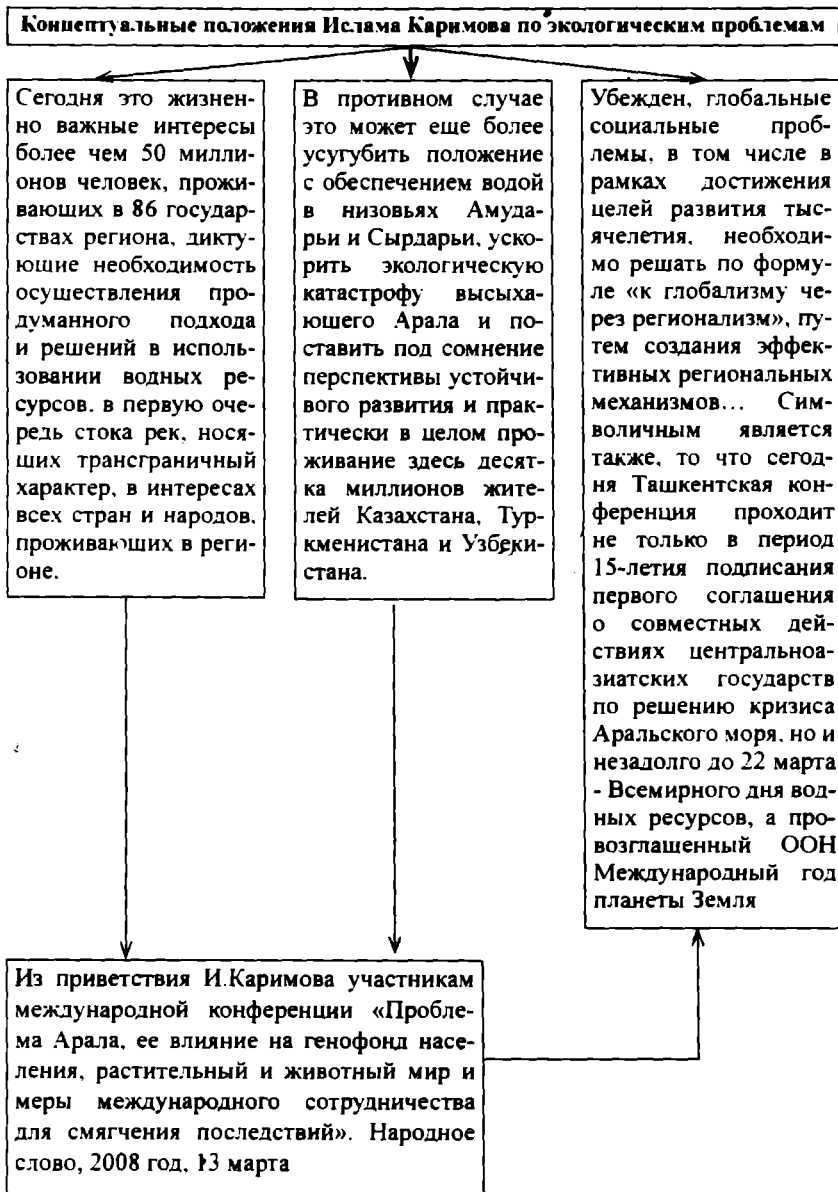 Концептуальные положения Ислама Каримова по экологическим проблемам
Сегодня это жизнен-
но важные интересы
более чем 50 милли-
онов человек, прожи-
вающих в 86 государ-
ствах региона, дикту-
ющие необходимость
осуществления про-
думанного подхода
и решений в исполь-
зовании водных ре-
сурсов. в первую оче-
редь стока рек, нося-
щих трансграничный
характер, в интересах
всех стран и народов,
проживающих в реги-
оне.
В противном случае
это может еще более
усугубить положение
с обеспечением водой
в низовьях Амуда-
рьи и Сырдарьи, уско-
рить экологическую
катастрофу высыха-
ющего Арала и по-
ставить под сомнение
перспективы устойчи-
вого развития и прак-
тически в целом про-
живание здесь десят-
ка миллионов жите-
лей Казахстана, Тур-
кменистана и Узбеки-
стана.
Убежден, глобальные
социальные проб-
лемы, в том числе в
рамках достижения
целей развития тыс-
ячелетия, необходи-
мо решать по форму-
ле «к глобализму че-
рез регионализм», пу-
тем создания эффек-
тивных региональных
механизмов... Сим-
воличным является
также, то что сегод-
ня Ташкентская кон-
ференция проходит
не только в период
15-летия подписания
первого соглашения
о совместных дей-
ствиях центральноа-
зиатских государств
по решению кризиса
Аральского моря, но и
незадолго до 22 марта
- Всемирного дня вод-
ных ресурсов, а про-
возглашенный ООН
Международный год
планеты Земля
Из приветствия И.Каримова участникам
международной конференции «Пробле-
ма Арала, ее влияние на генофонд насе-
ления, растительный и животный мир и
меры международного сотрудничества
для смягчения последствий». Народное
слово, 2008 год, 13 марта